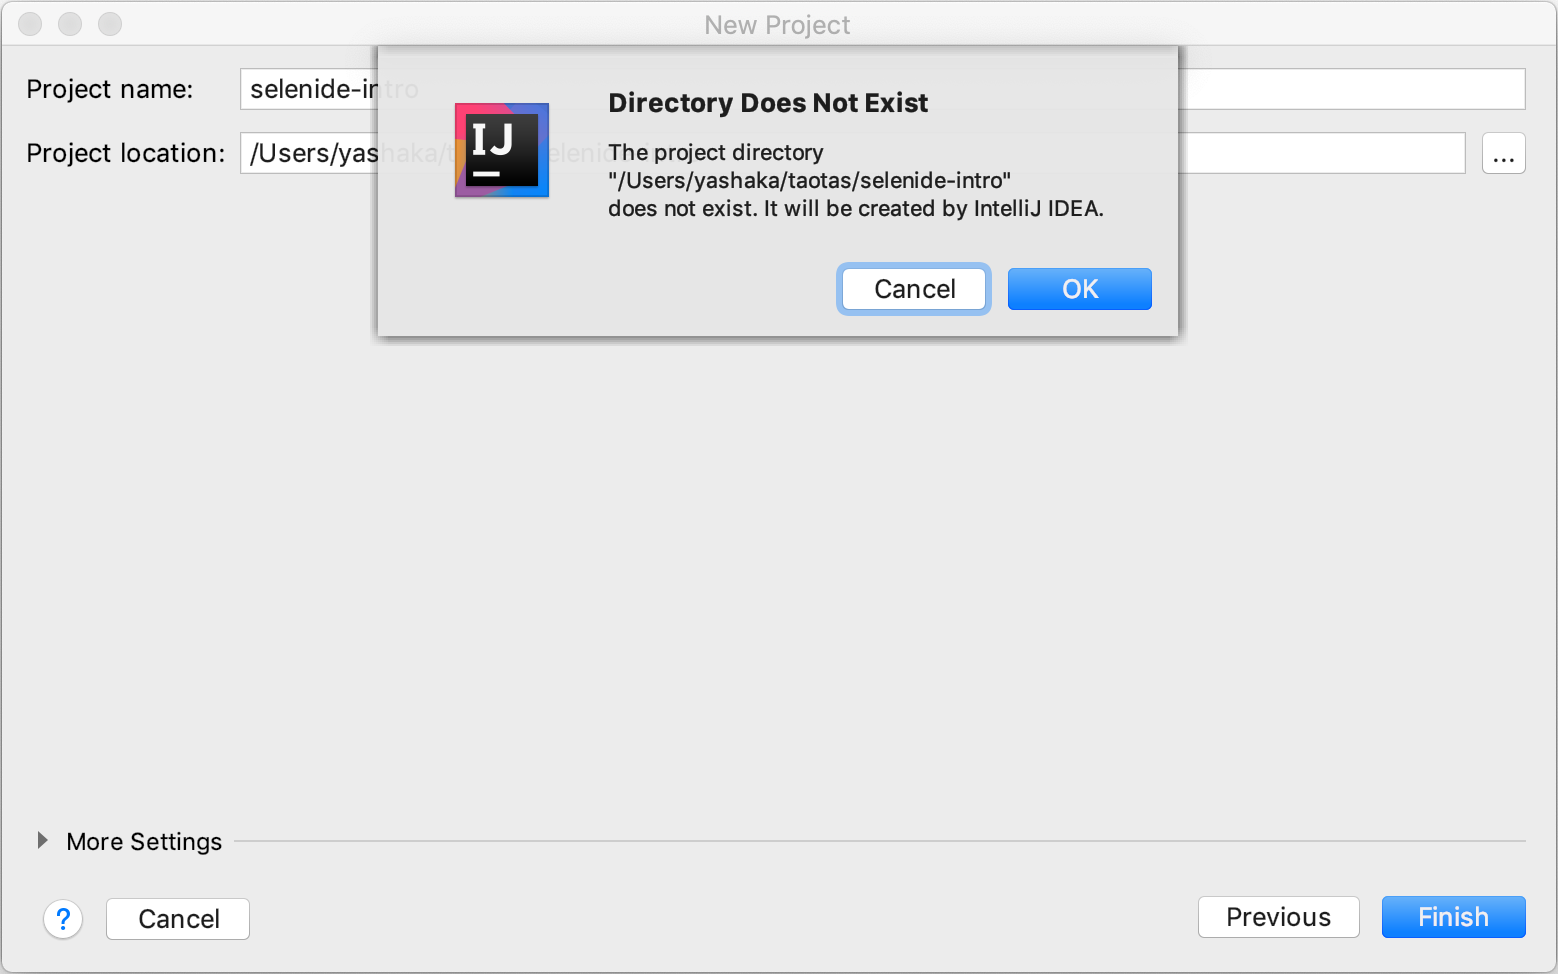 New Project
Project name: selenide-intro
Project location: /Users/yashaka/t selenide-intro ...
IJ
Directory Does Not Exist
The project directory
"/Users/yashaka/taotas/selenide-intro"
does not exist. It will be created by IntelliJ IDEA.
Cancel OK
More Settings
? Cancel Previous Finish